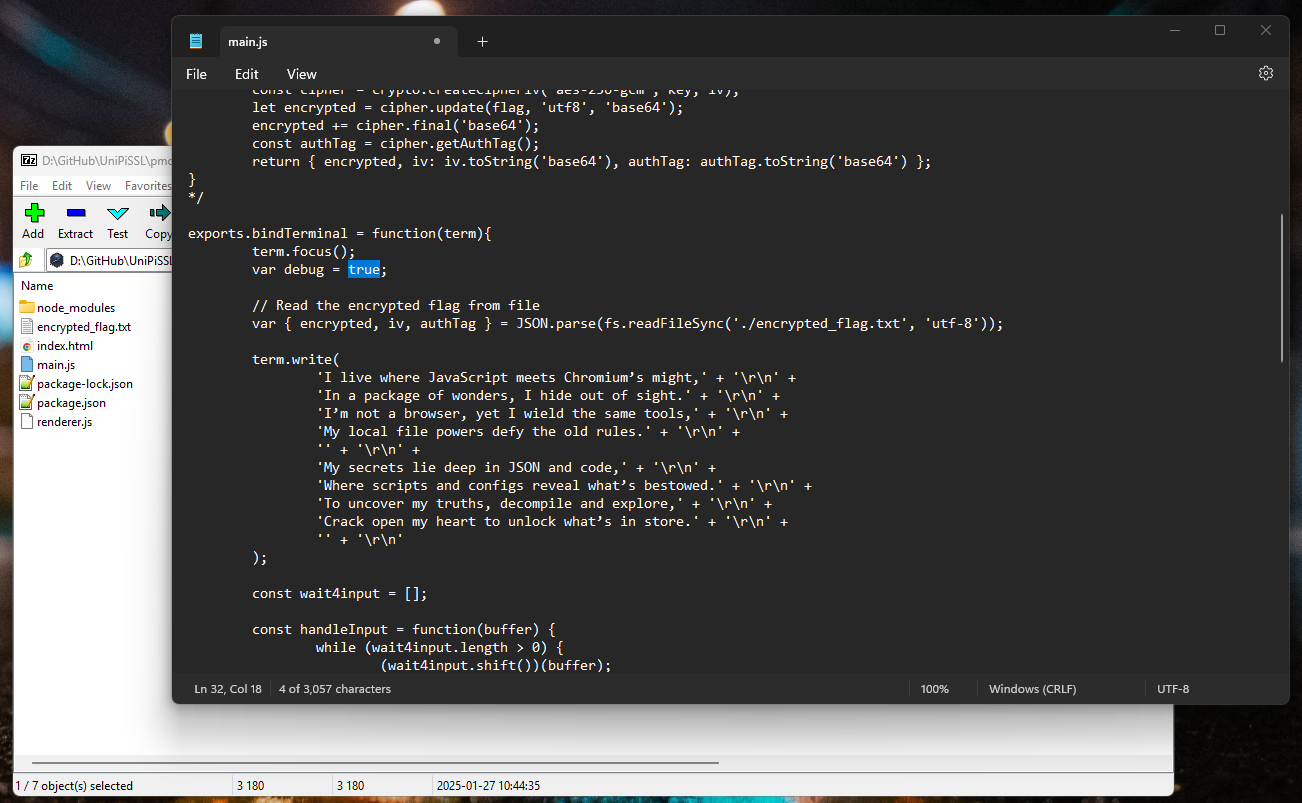 main.js
File Edit View
const cipher = crypto.createCipheriv('aes-256-gcm', key, iv);
let encrypted = cipher.update(flag, 'utf8', 'base64');
encrypted += cipher.final('base64');
const authTag = cipher.getAuthTag();
return { encrypted, iv: iv.toString('base64'), authTag: authTag.toString('base64') };
}
*/
exports.bindTerminal = function(term){
term.focus();
var debug = true;
// Read the encrypted flag from file
var { encrypted, iv, authTag } = JSON.parse(fs.readFileSync('./encrypted_flag.txt', 'utf-8'));
term.write(
'I live where JavaScript meets Chromium’s might,' + '\r\n' +
'In a package of wonders, I hide out of sight.' + '\r\n' +
'I’m not a browser, yet I wield the same tools,' + '\r\n' +
'My local file powers defy the old rules.' + '\r\n' +
'' + '\r\n' +
'My secrets lie deep in JSON and code,' + '\r\n' +
'Where scripts and configs reveal what’s bestowed.' + '\r\n' +
'To uncover my truths, decompile and explore,' + '\r\n' +
'Crack open my heart to unlock what’s in store.' + '\r\n' +
'' + '\r\n'
);
const wait4input = [];
const handleInput = function(buffer) {
while (wait4input.length > 0) {
(wait4input.shift())(buffer);
Ln 32, Col 18 4 of 3,057 characters 100% Windows (CRLF) UTF-8
D:\GitHub\UniPiSSL\pmc
File Edit View Favorites
Add Extract Test Copy
D:\GitHub\UniPiSSL
Name
node_modules
encrypted_flag.txt
index.html
main.js
package-lock.json
package.json
renderer.js
1 / 7 object(s) selected 3 180 3 180 2025-01-27 10:44:35